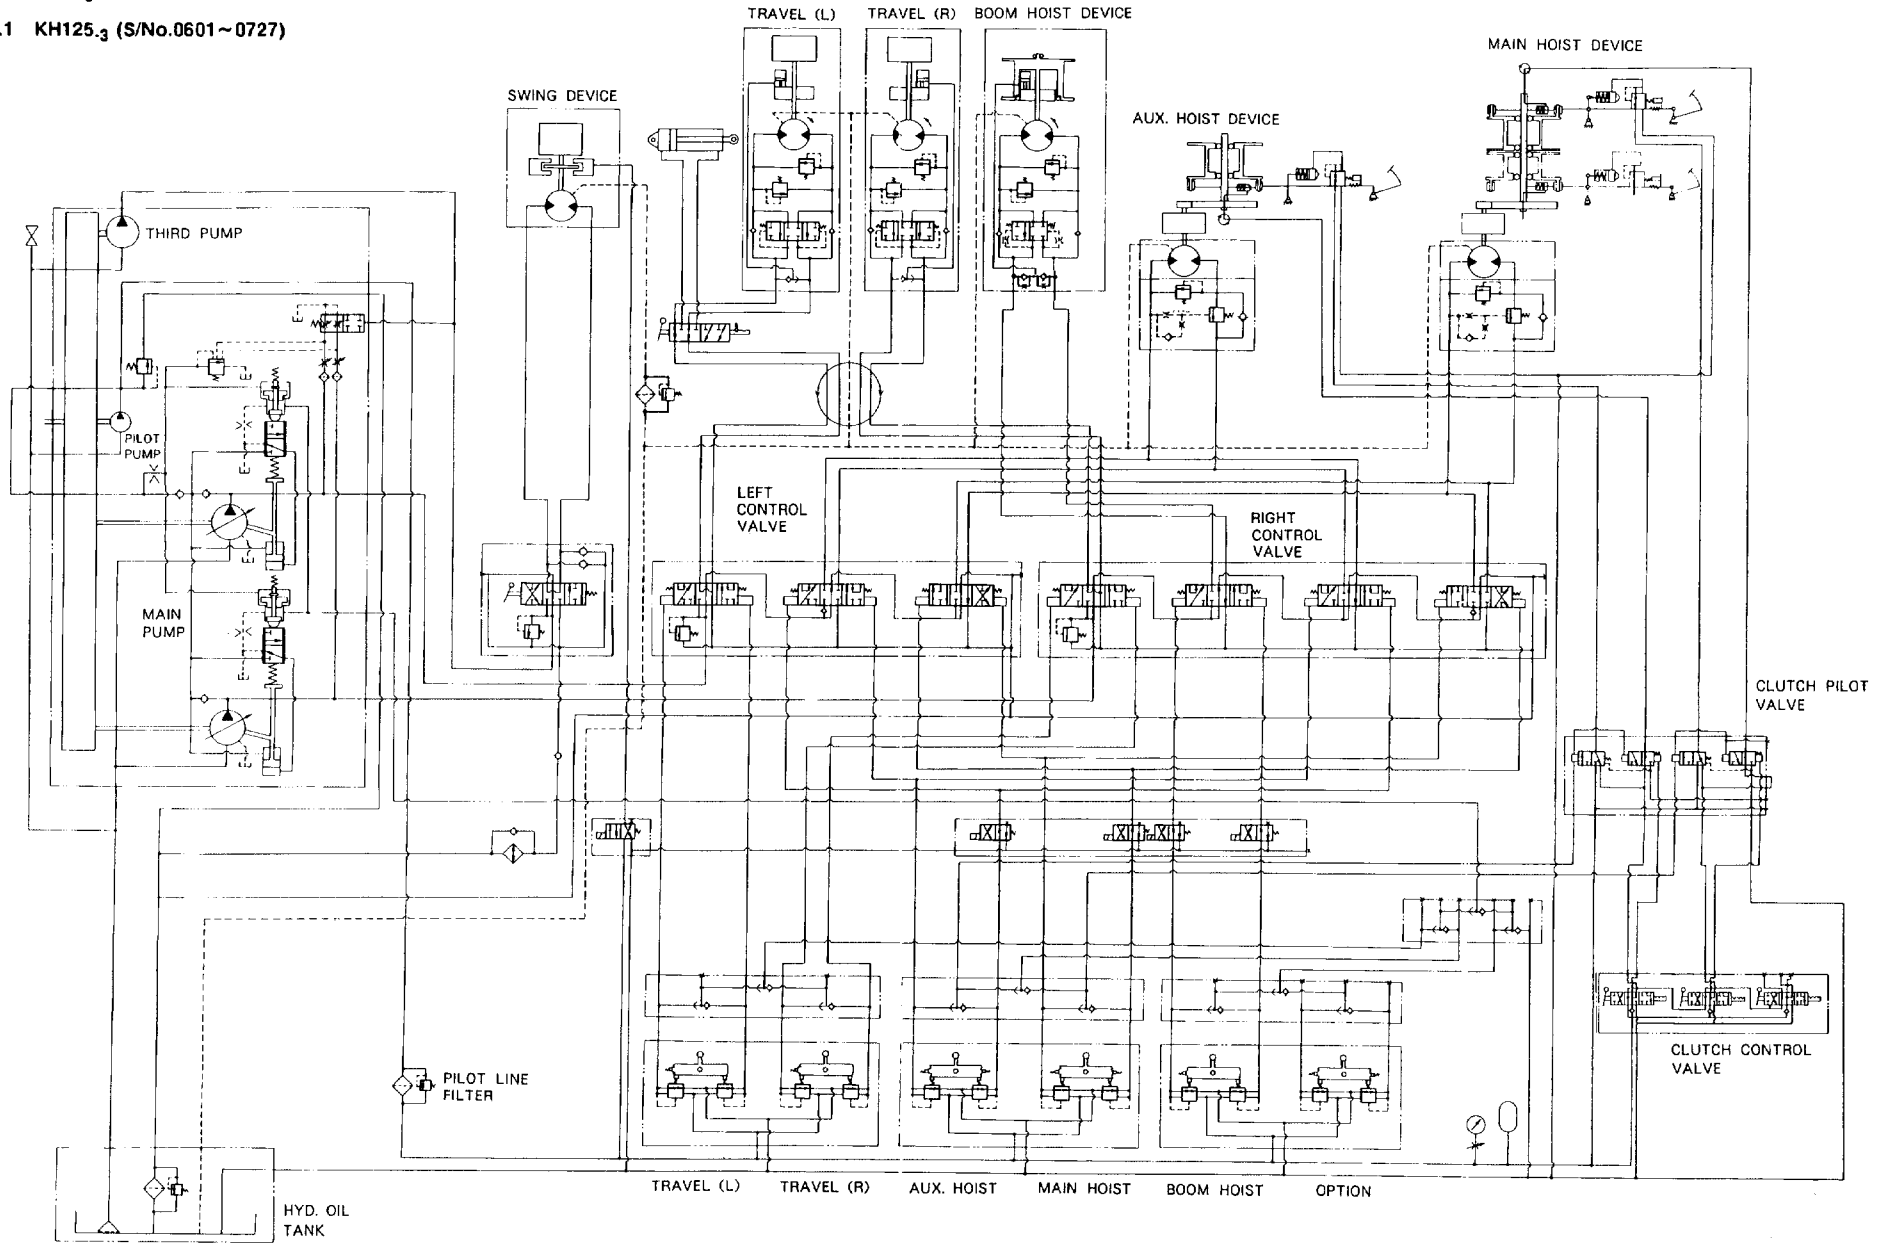 .1 KH125-3 (S/No.0601~0727)
TRAVEL (L)
TRAVEL (R)
BOOM HOIST DEVICE
MAIN HOIST DEVICE
SWING DEVICE
AUX. HOIST DEVICE
THIRD PUMP
PILOT
PUMP
LEFT
CONTROL
VALVE
RIGHT
CONTROL
VALVE
MAIN
PUMP
CLUTCH PILOT
VALVE
CLUTCH CONTROL
VALVE
PILOT LINE
FILTER
TRAVEL (L)
TRAVEL (R)
AUX. HOIST
MAIN HOIST
BOOM HOIST
OPTION
HYD. OIL
TANK